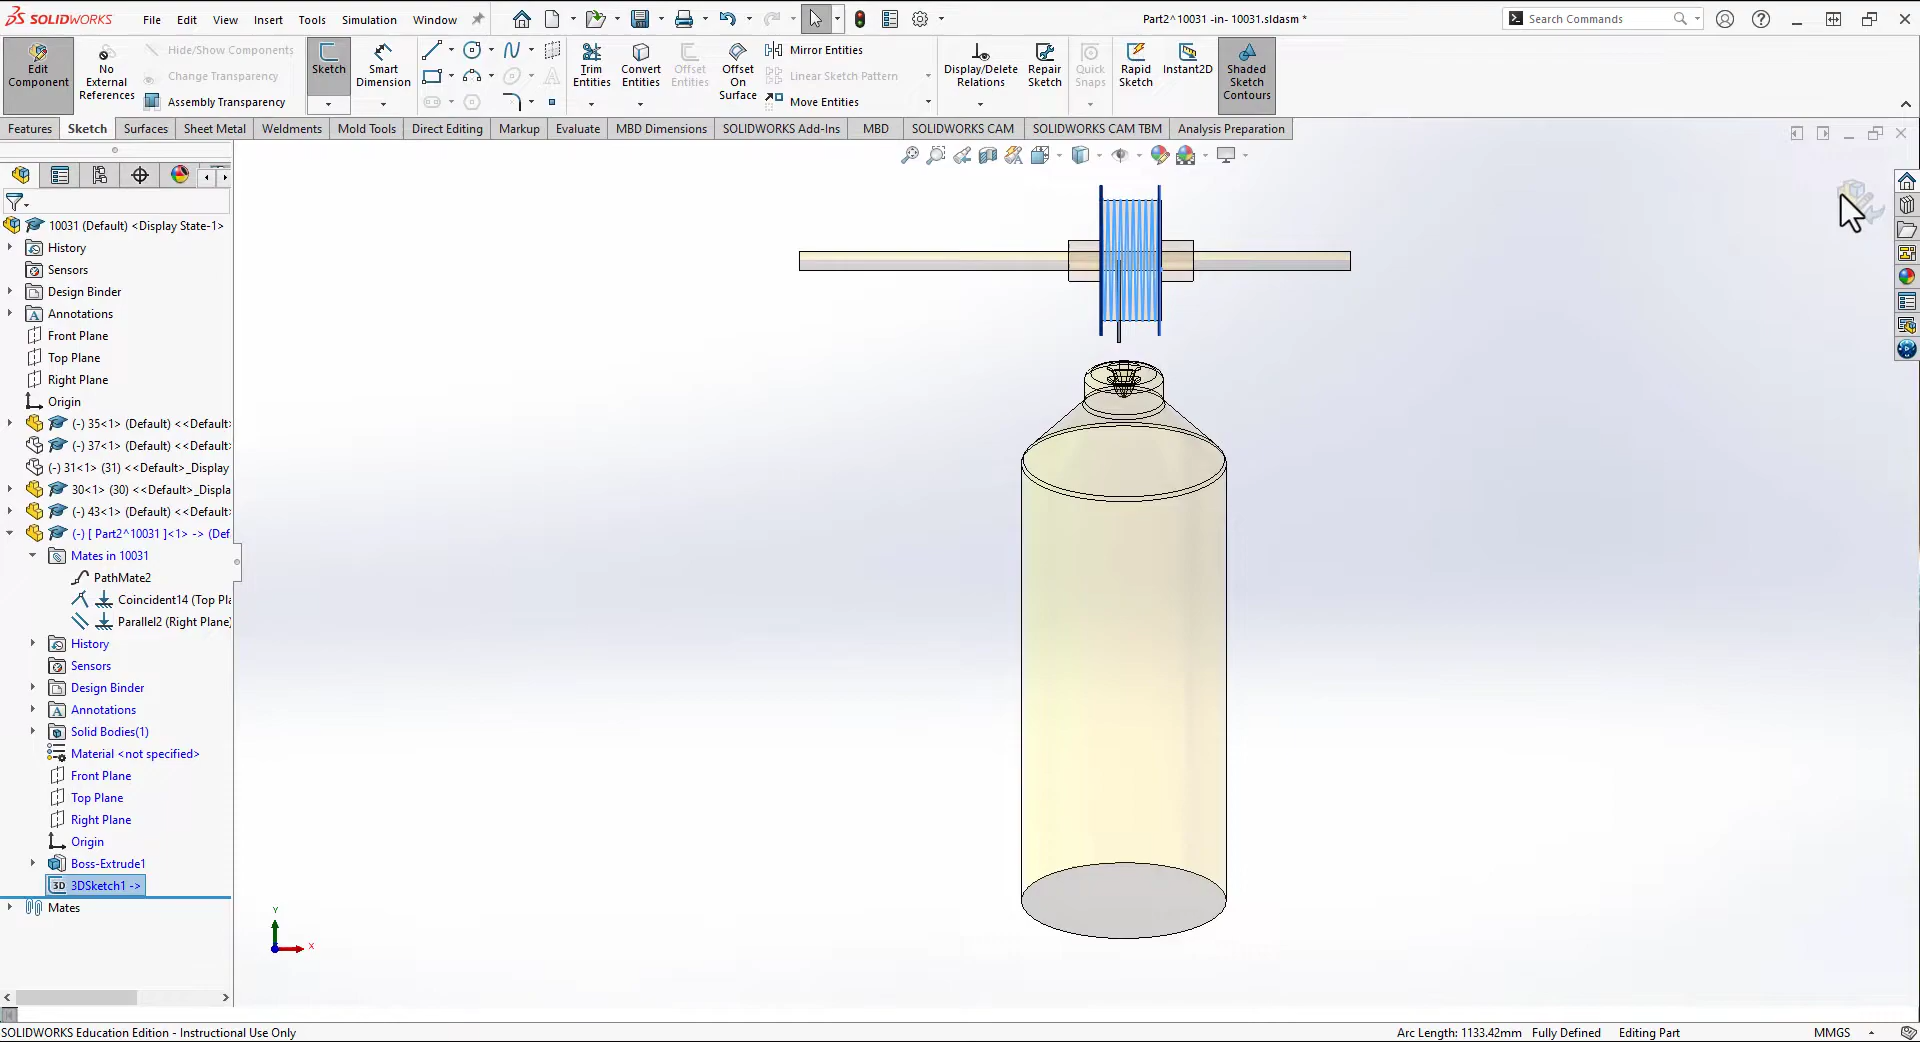 SOLIDWORKS
File
Edit
View
Insert
Tools
Simulation
Window
Part2^10031 -in- 10031.sldasm *
Search Commands
Edit Component
No External References
Hide/Show Components
Change Transparency
Assembly Transparency
Sketch
Smart Dimension
Trim Entities
Convert Entities
Offset Entities
Offset On Surface
Mirror Entities
Linear Sketch Pattern
Move Entities
Display/Delete Relations
Repair Sketch
Quick Snaps
Rapid Sketch
Instant2D
Shaded Sketch Contours
Features
Sketch
Surfaces
Sheet Metal
Weldments
Mold Tools
Direct Editing
Markup
Evaluate
MBD Dimensions
SOLIDWORKS Add-Ins
MBD
SOLIDWORKS CAM
SOLIDWORKS CAM TBM
Analysis Preparation
10031 (Default) <Display State-1>
History
Sensors
Design Binder
Annotations
Front Plane
Top Plane
Right Plane
Origin
(-) 35<1> (Default) <<Default>
(-) 37<1> (Default) <<Default>
(-) 31<1> (31) <<Default>_Display
30<1> (30) <<Default>_Displa
(-) 43<1> (Default) <<Default>
(-) [ Part2^10031 ]<1> -> (Def
Mates in 10031
PathMate2
Coincident14 (Top Pla
Parallel2 (Right Plane)
History
Sensors
Design Binder
Annotations
Solid Bodies(1)
Material <not specified>
Front Plane
Top Plane
Right Plane
Origin
Boss-Extrude1
3D 3DSketch1 ->
Mates
Y
X
SOLIDWORKS Education Edition - Instructional Use Only
Arc Length: 1133.42mm
Fully Defined
Editing Part
MMGS